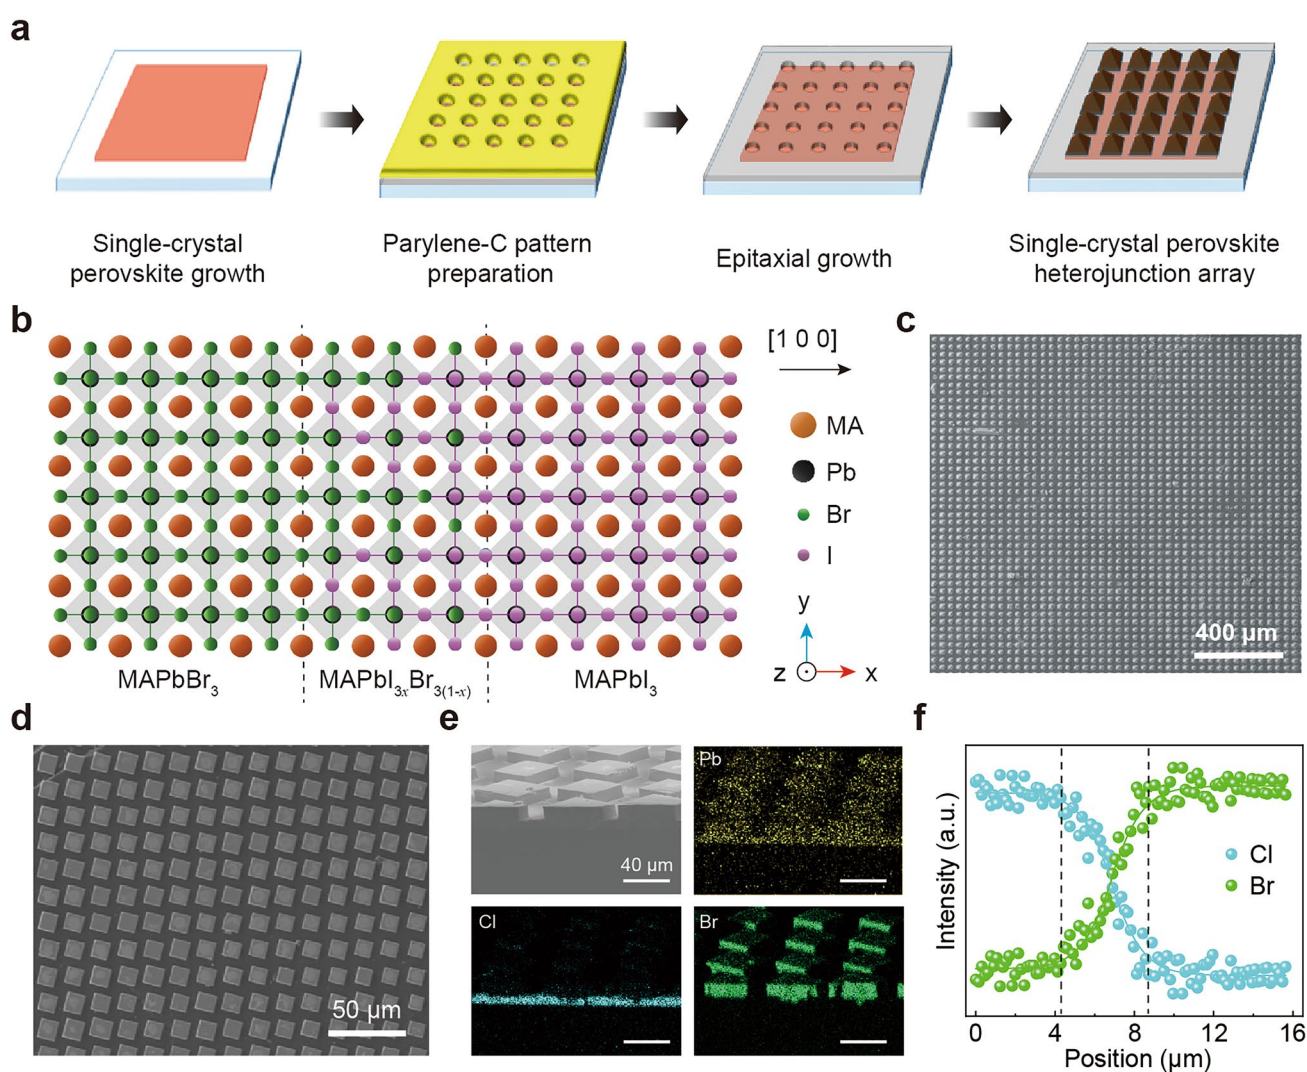 a
Single-crystal
perovskite growth
Parylene-C pattern
preparation
Epitaxial growth
Single-crystal perovskite
heterojunction array
b
[1 0 0]
MA
Pb
Br
I
y
z
x
MAPbBr₃
MAPbI₃ₓBr₃₍₁₋ₓ₎
MAPbI₃
c
400 μm
d
50 μm
e
40 μm
Pb
Cl
Br
f
Intensity (a.u.)
Cl
Br
0 4 8 12 16
Position (μm)